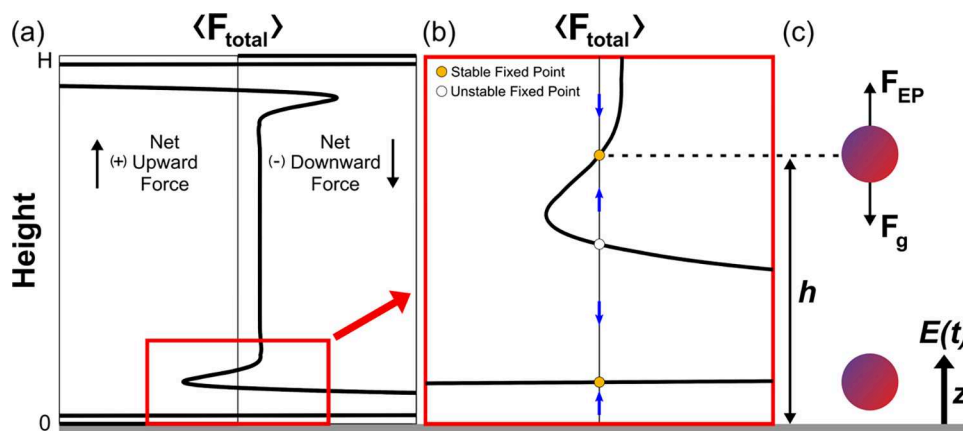 (a)
⟨F_total⟩
H
Net
(+) Upward
Force
Net
(-) Downward
Force
Height
0
(b)
⟨F_total⟩
Stable Fixed Point
Unstable Fixed Point
h
(c)
F_EP
F_g
E(t)
z